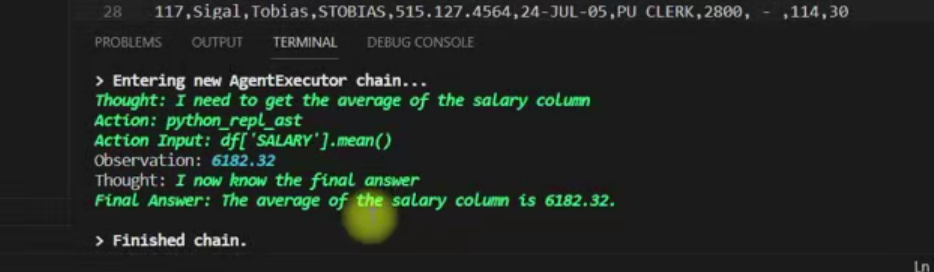 28 117,Sigal,Tobias,STOBIAS,515.127.4564,24-JUL-05,PU CLERK,2800, - ,114,30
PROBLEMS OUTPUT TERMINAL DEBUG CONSOLE
> Entering new AgentExecutor chain...
Thought: I need to get the average of the salary column
Action: python_repl_ast
Action Input: df['SALARY'].mean()
Observation: 6182.32
Thought: I now know the final answer
Final Answer: The average of the salary column is 6182.32.
> Finished chain.
Ln